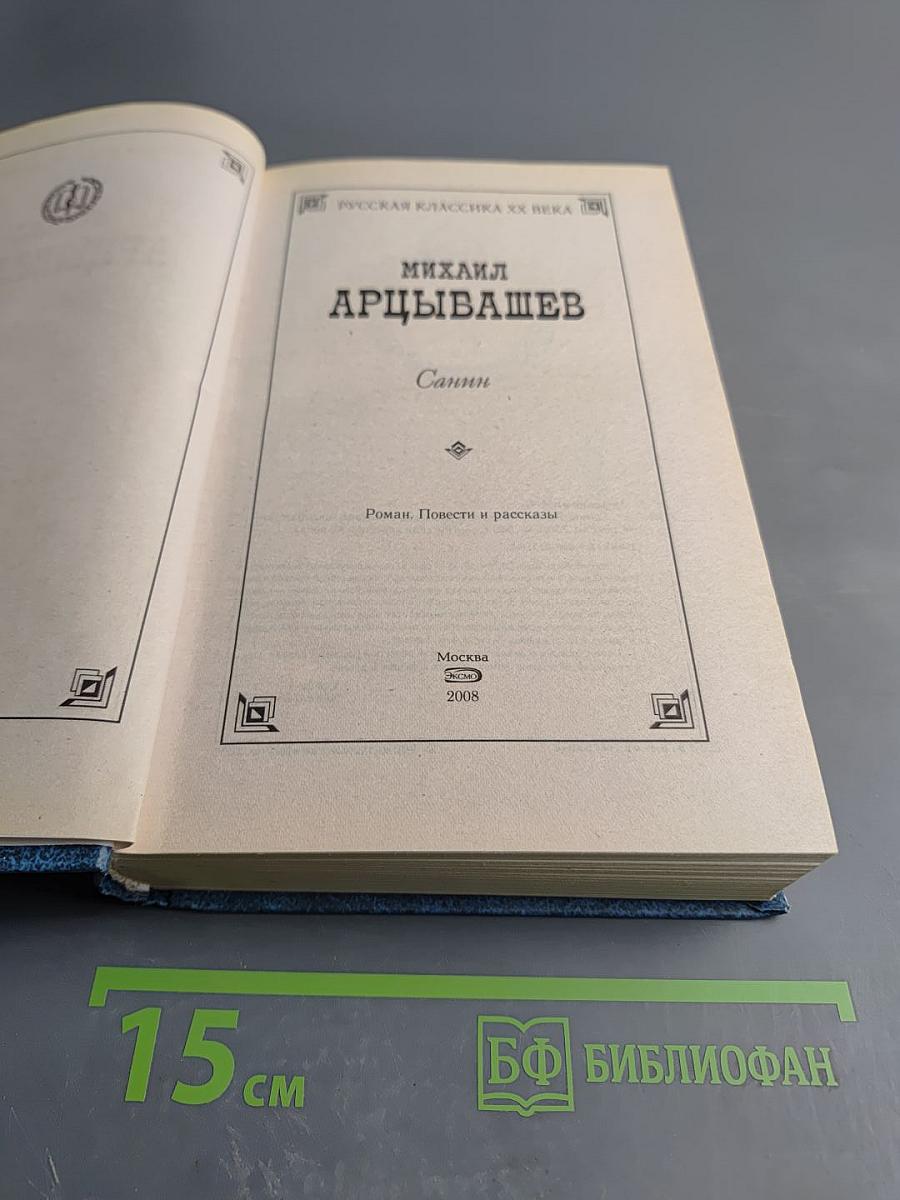 РУССКАЯ КЛАССИКА XX ВЕКА
МИХАИЛ
АРЦЫБАШЕВ
Санин
Роман. Повести и рассказы
Москва
ЭКСМО
2008
15 см
БФ БИБЛИОФАН